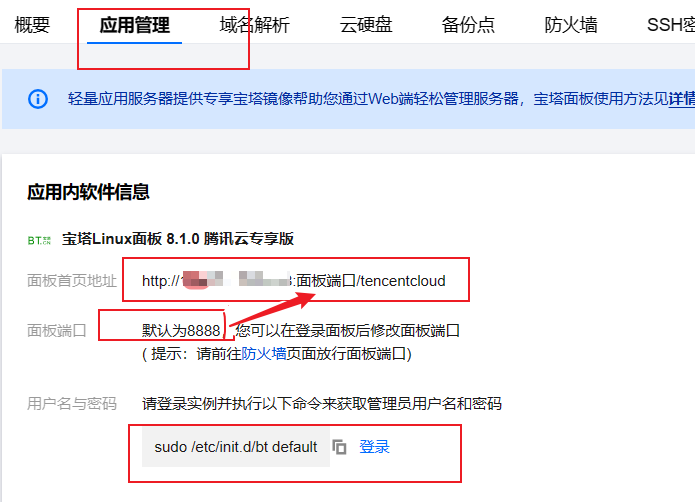 概要 应用管理 域名解析 云硬盘 备份点 防火墙 SSH密
轻量应用服务器提供专享宝塔镜像帮助您通过Web端轻松管理服务器，宝塔面板使用方法见详情
应用内软件信息
BT.CN 宝塔Linux面板 8.1.0 腾讯云专享版
面板首页地址 http:// :面板端口/tencentcloud
面板端口 默认为8888，您可以在登录面板后修改面板端口
( 提示：请前往防火墙页面放行面板端口)
用户名与密码 请登录实例并执行以下命令来获取管理员用户名和密码
sudo /etc/init.d/bt default 登录